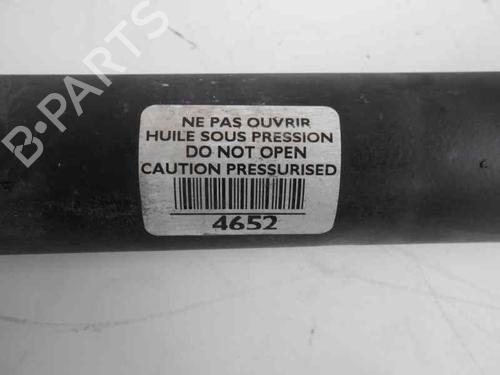 NE PAS OUVRIR
HUILE SOUS PRESSION
DO NOT OPEN
CAUTION PRESSURISED
4652
B-PARTS